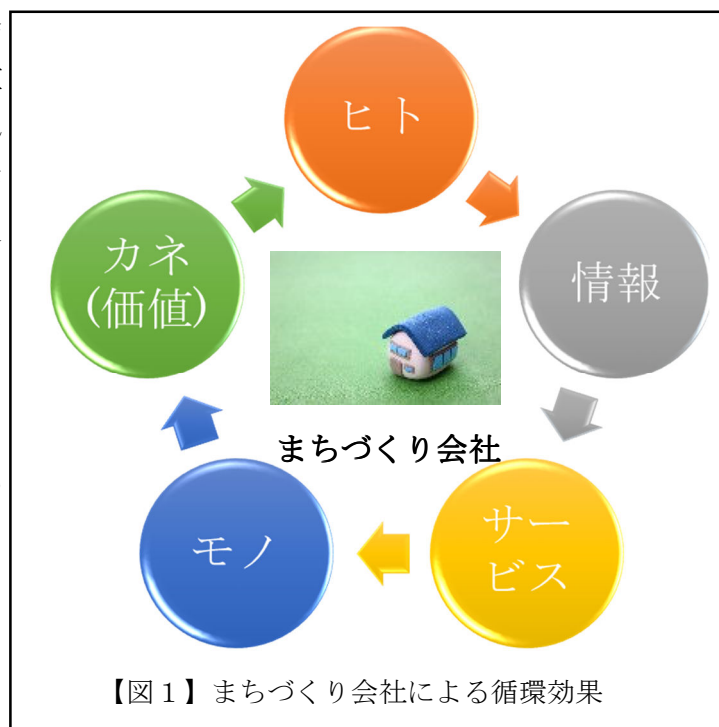 ヒト
情報
サー
ビス
モノ
カネ
(価値)
まちづくり会社
【図１】まちづくり会社による循環効果